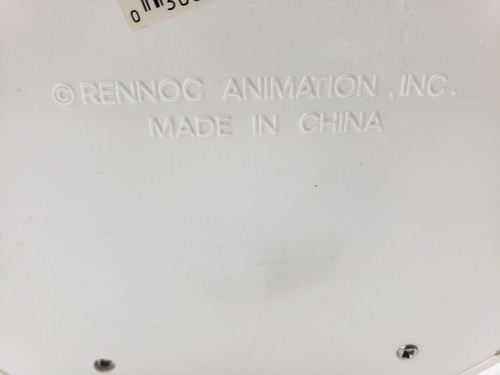 © RENNOC ANIMATION, INC.
MADE IN CHINA